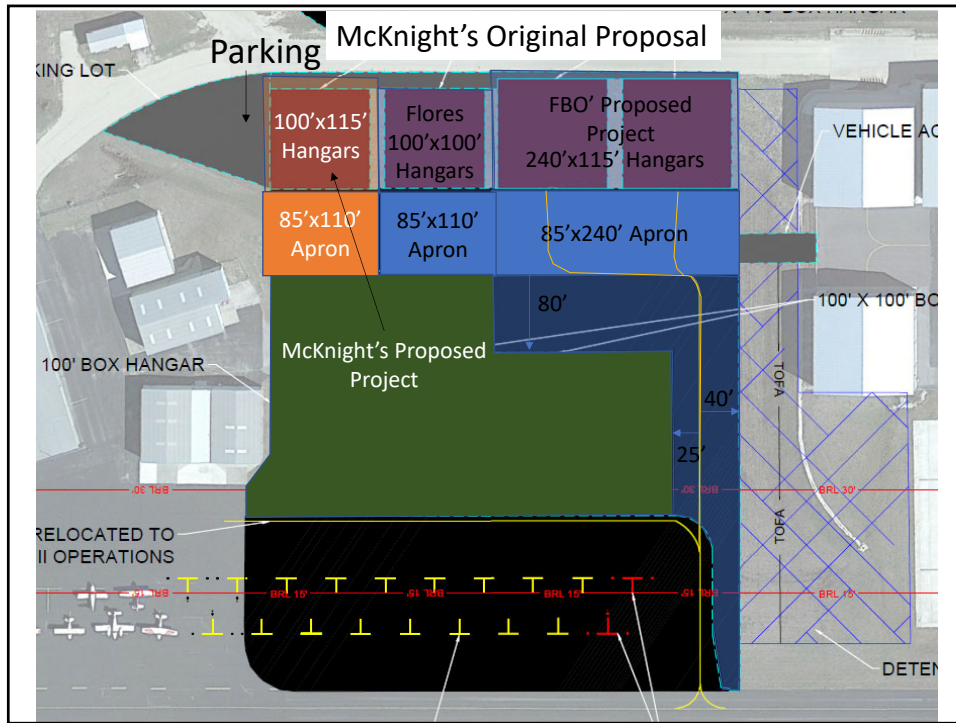 McKnight's Original Proposal
Parking
KING LOT
100'x115'
Hangars
Flores
100'x100'
Hangars
FBO' Proposed
Project
240'x115' Hangars
VEHICLE AC
85'x110'
Apron
85'x110'
Apron
85'x240' Apron
80'
100' X 100' BO
McKnight's Proposed
Project
100' BOX HANGAR
TOFA
40'
25'
BRL 30'
BRL 30'
BRL 30'
RELOCATED TO
II OPERATIONS
TOFA
BRL 15'
BRL 15'
BRL 15'
BRL 15'
BRL 15'
DETEN